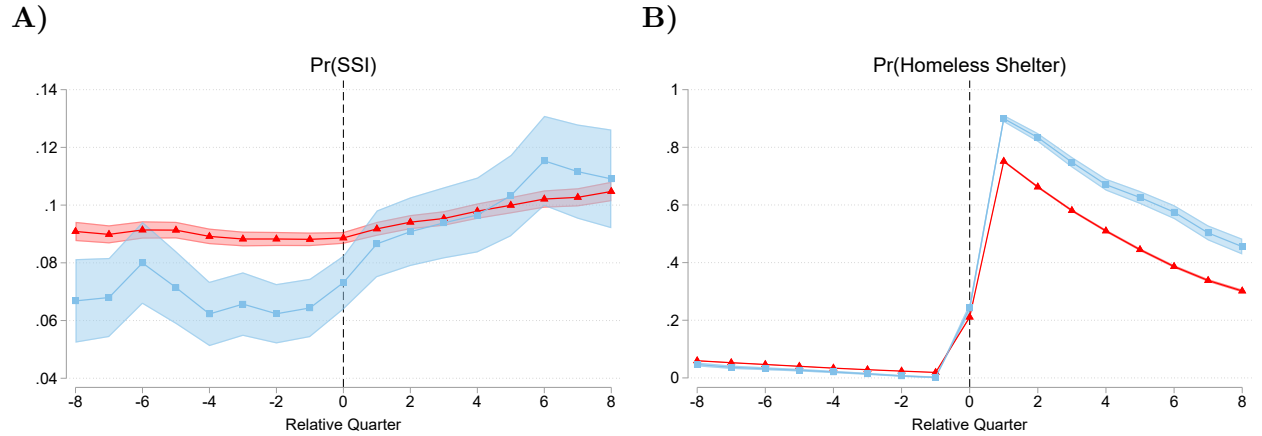 A)
Pr(SSI)
.14
.12
.1
.08
.06
.04
-8 -6 -4 -2 0 2 4 6 8
Relative Quarter
B)
Pr(Homeless Shelter)
1
.8
.6
.4
.2
0
-8 -6 -4 -2 0 2 4 6 8
Relative Quarter